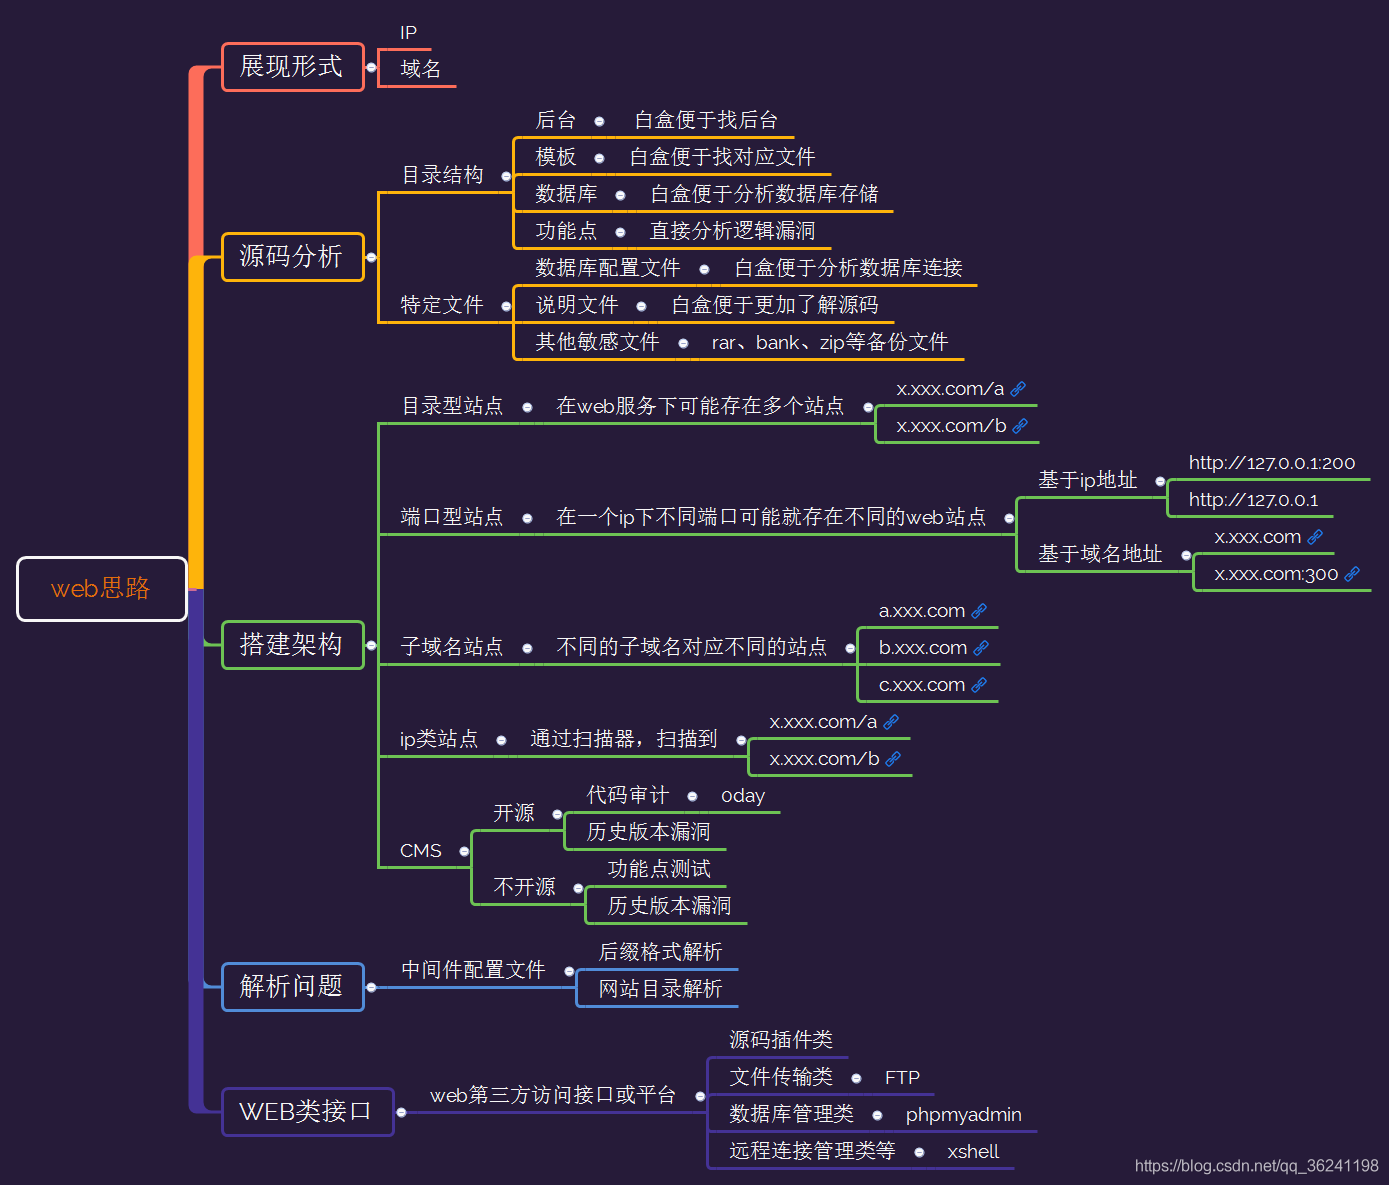 web思路
展现形式
IP
域名
源码分析
目录结构
后台
白盒便于找后台
模板
白盒便于找对应文件
数据库
白盒便于分析数据库存储
功能点
直接分析逻辑漏洞
特定文件
数据库配置文件
白盒便于分析数据库连接
说明文件
白盒便于更加了解源码
其他敏感文件
rar、bank、zip等备份文件
搭建架构
目录型站点
在web服务下可能存在多个站点
x.xxx.com/a
x.xxx.com/b
端口型站点
在一个ip下不同端口可能就存在不同的web站点
基于ip地址
http://127.0.0.1:200
http://127.0.0.1
基于域名地址
x.xxx.com
x.xxx.com:300
子域名站点
不同的子域名对应不同的站点
a.xxx.com
b.xxx.com
c.xxx.com
ip类站点
通过扫描器，扫描到
x.xxx.com/a
x.xxx.com/b
CMS
开源
代码审计
0day
历史版本漏洞
不开源
功能点测试
历史版本漏洞
解析问题
中间件配置文件
后缀格式解析
网站目录解析
WEB类接口
web第三方访问接口或平台
源码插件类
文件传输类
FTP
数据库管理类
phpmyadmin
远程连接管理类等
xshell
https://blog.csdn.net/qq_36241198